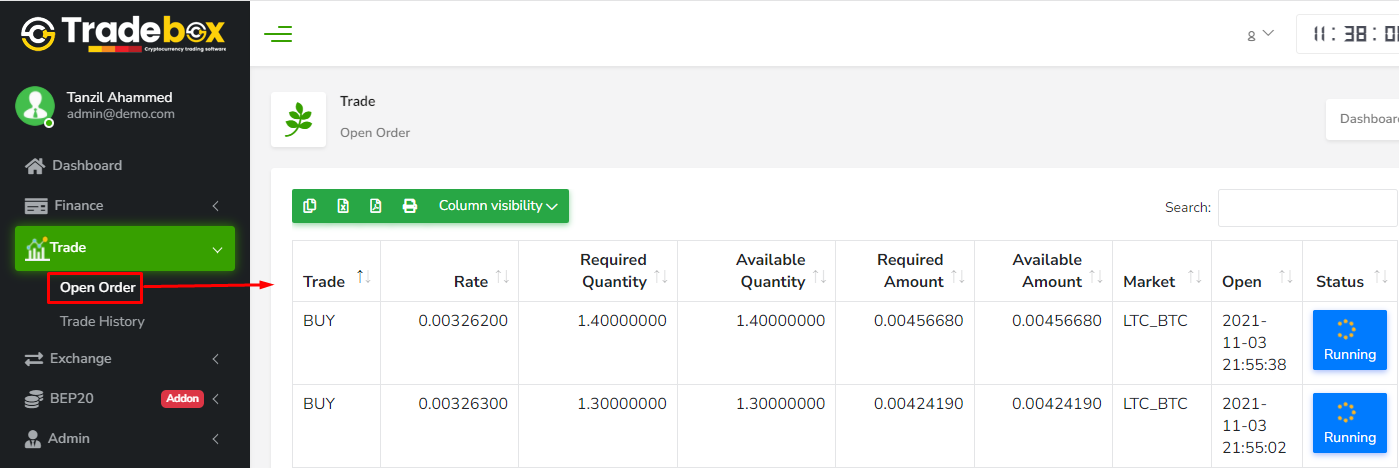 Tradebox
Cryptocurrency trading software
11:38:0
Tanzil Ahammed
admin@demo.com
Trade
Open Order
Dashboar
Dashboard
Finance
Trade
Open Order
Trade History
Exchange
BEP20 Addon
Admin
Column visibility
Search:
Trade Rate Required Quantity Available Quantity Required Amount Available Amount Market Open Status
BUY 0.00326200 1.40000000 1.40000000 0.00456680 0.00456680 LTC_BTC 2021-11-03 21:55:38 Running
BUY 0.00326300 1.30000000 1.30000000 0.00424190 0.00424190 LTC_BTC 2021-11-03 21:55:02 Running